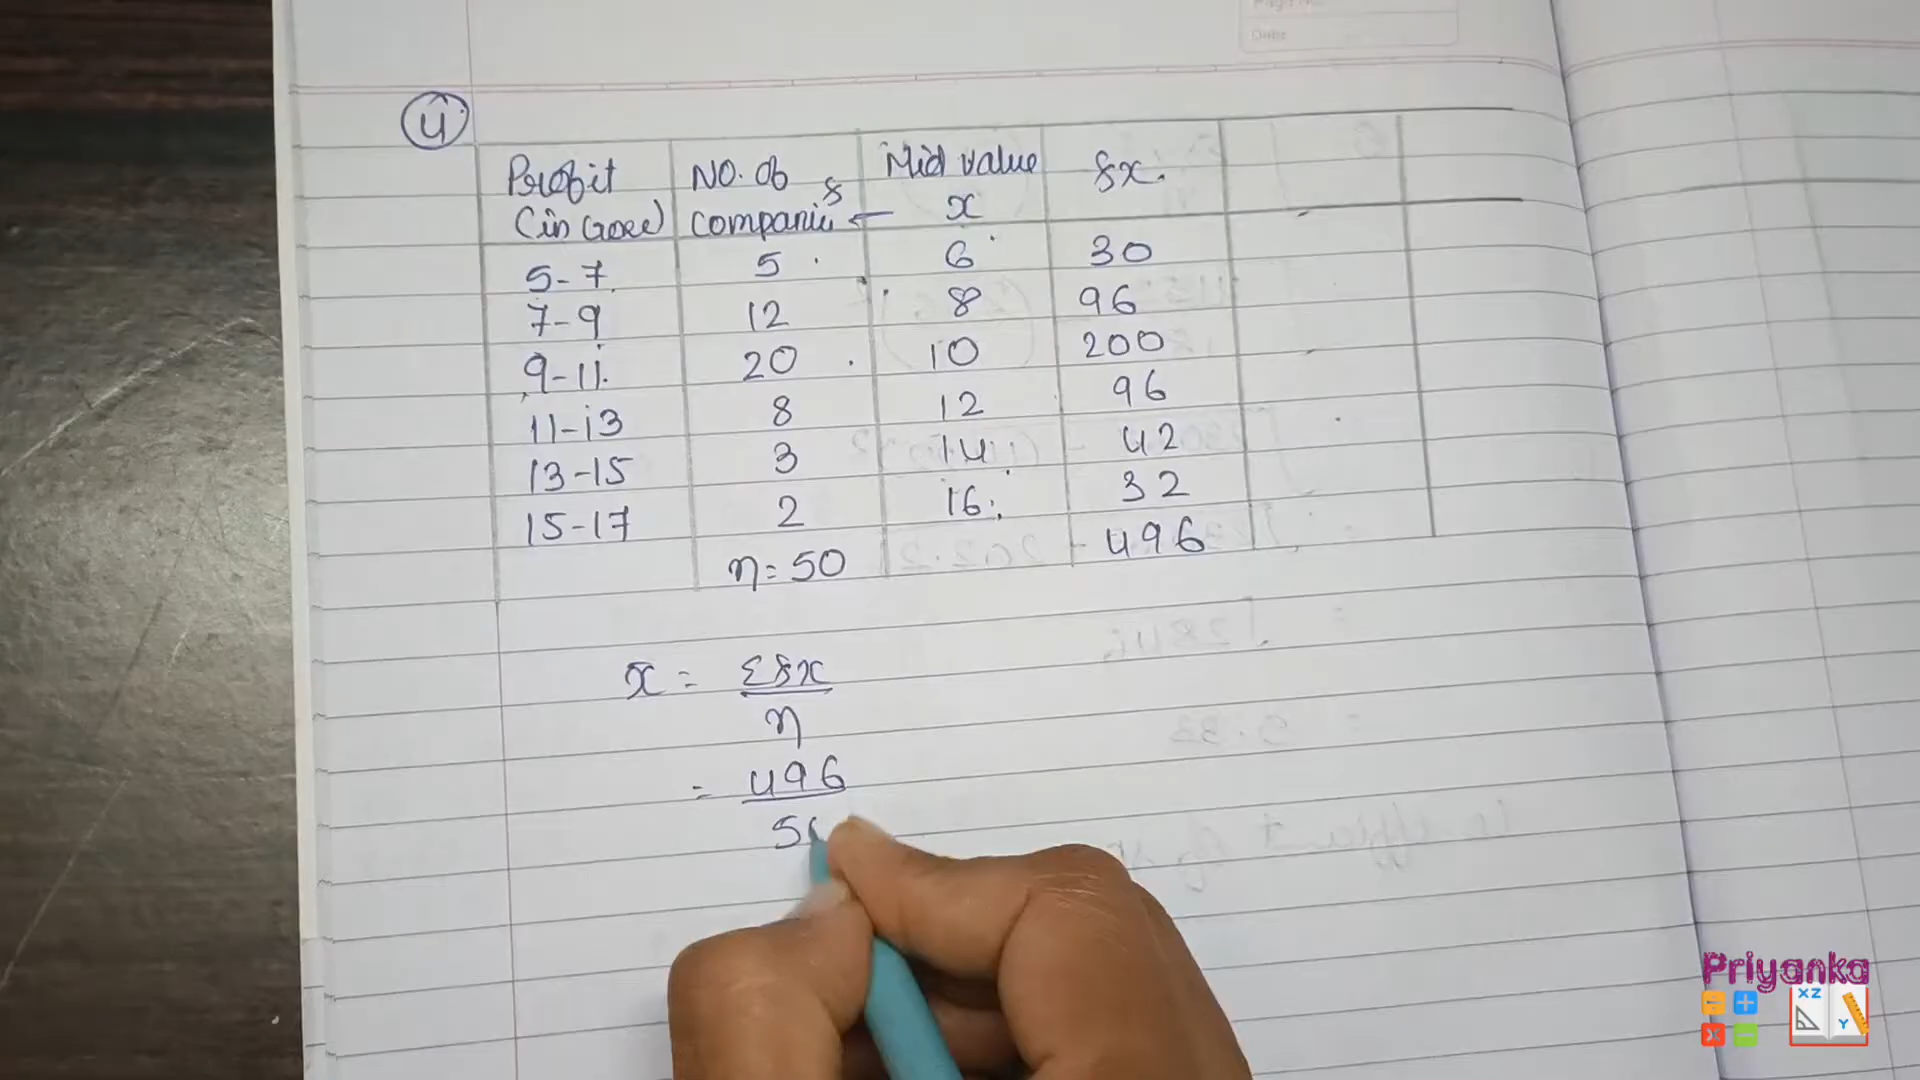 4
Profit NO. of Mid value fx.
(in crore) companies f x
5-7 5 6 30
7-9 12 8 96
9-11 20 10 200
11-13 8 12 96
13-15 3 14 42
15-17 2 16 32
n=50 496
x̄ = Σfx
n
= 496
50
Priyanka
XZ
Y
Date